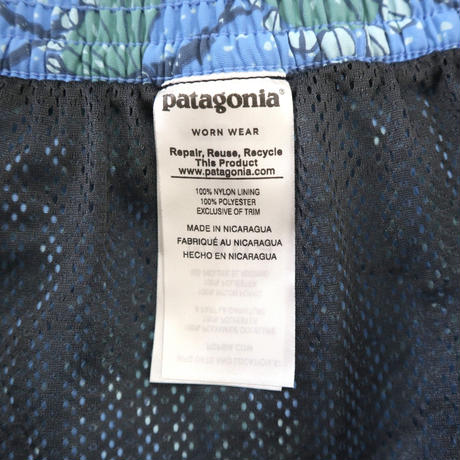 patagonia®
WORN WEAR
Repair, Reuse, Recycle
This Product
www.patagonia.com
100% NYLON LINING
100% POLYESTER
EXCLUSIVE OF TRIM
MADE IN NICARAGUA
FABRIQUÉ AU NICARAGUA
HECHO EN NICARAGUA